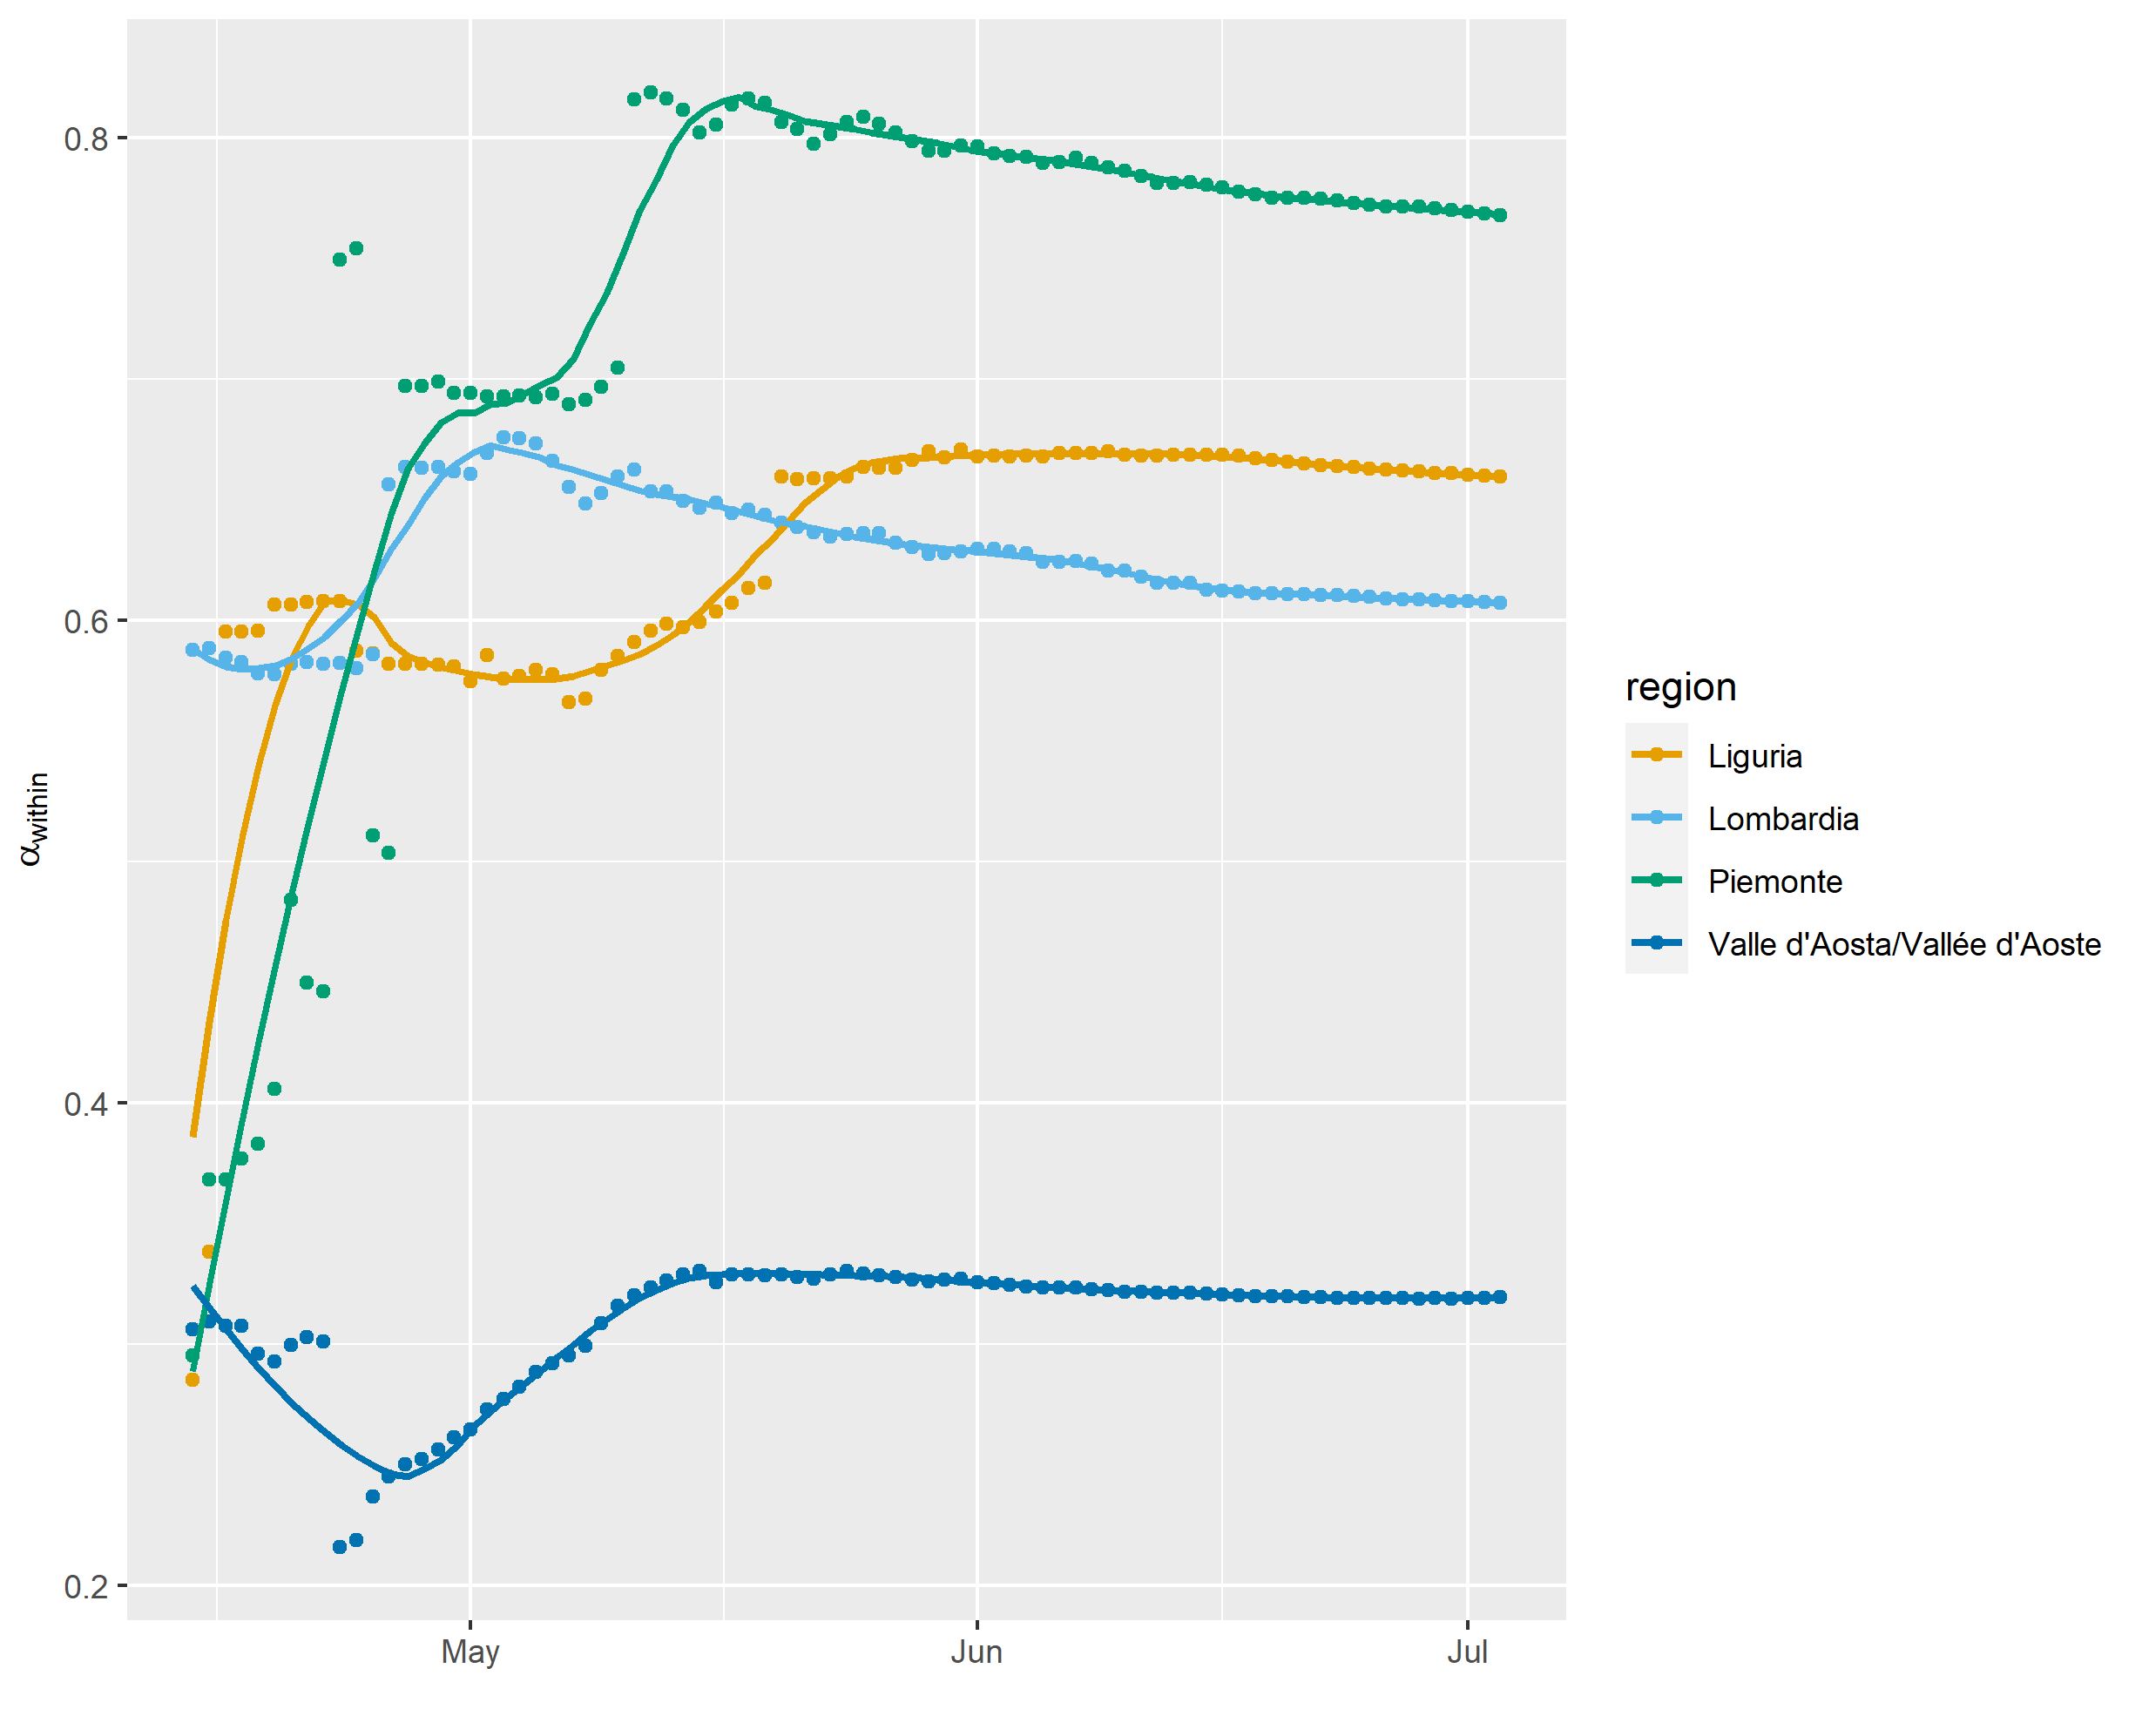 0.8
0.6
0.4
0.2
αwithin
May Jun Jul
region
Liguria
Lombardia
Piemonte
Valle d'Aosta/Vallée d'Aoste